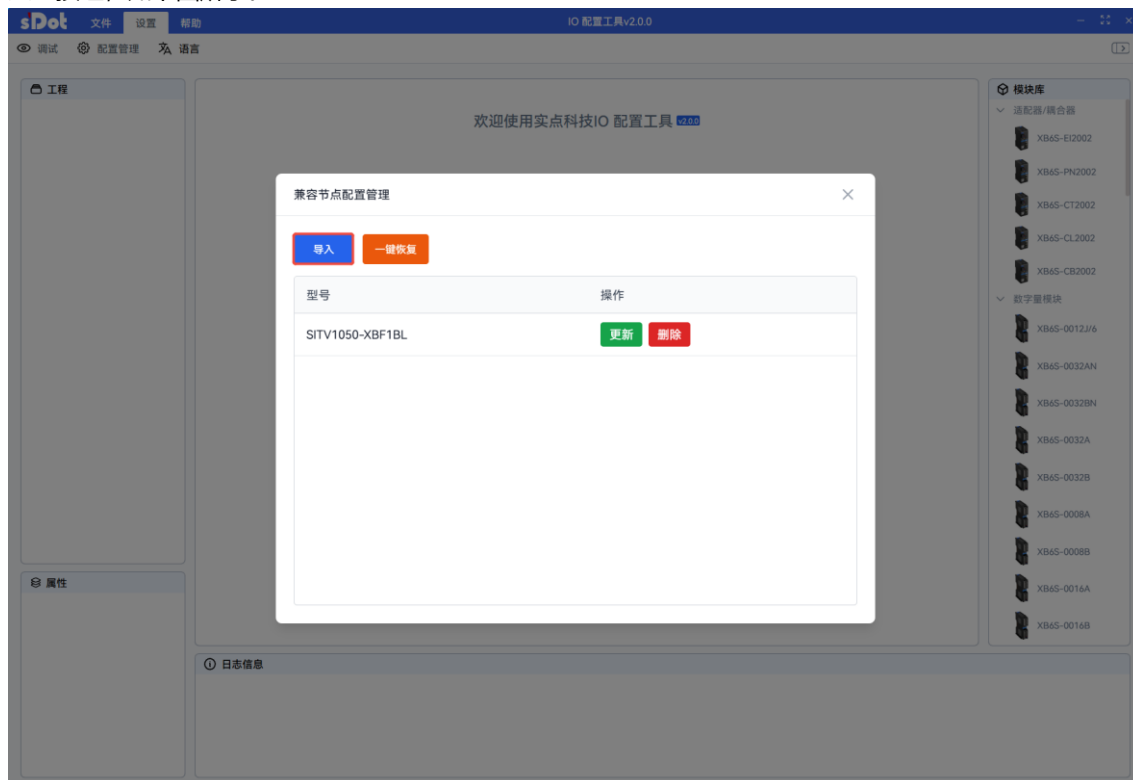 sDot 文件 设置 帮助 IO 配置工具v2.0.0
调试 配置管理 语言
工程
欢迎使用实点科技IO 配置工具 v2.0.0
兼容节点配置管理
导入 一键恢复
型号 操作
SITV1050-XBF1BL 更新 删除
属性
日志信息
模块库
适配器/耦合器
XB6S-EI2002
XB6S-PN2002
XB6S-CT2002
XB6S-CL2002
XB6S-CB2002
数字量模块
XB6S-0012J/6
XB6S-0032AN
XB6S-0032BN
XB6S-0032A
XB6S-0032B
XB6S-0008A
XB6S-0008B
XB6S-0016A
XB6S-0016B